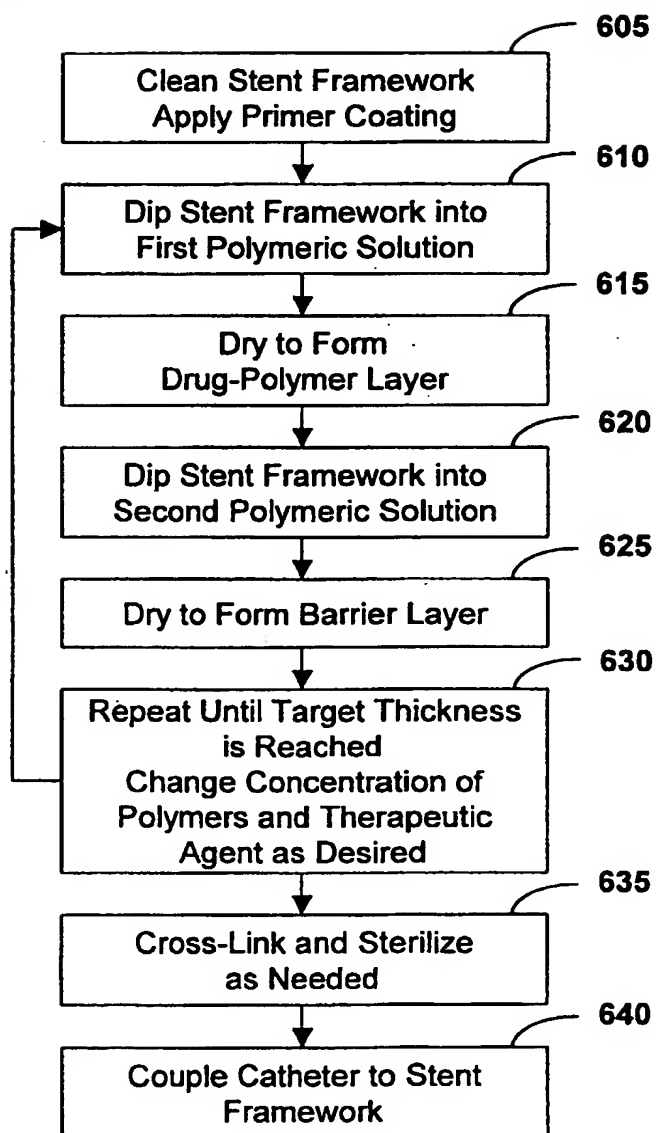 605
Clean Stent Framework
Apply Primer Coating
610
Dip Stent Framework into
First Polymeric Solution
615
Dry to Form
Drug-Polymer Layer
620
Dip Stent Framework into
Second Polymeric Solution
625
Dry to Form Barrier Layer
630
Repeat Until Target Thickness
is Reached
Change Concentration of
Polymers and Therapeutic
Agent as Desired
635
Cross-Link and Sterilize
as Needed
640
Couple Catheter to Stent
Framework